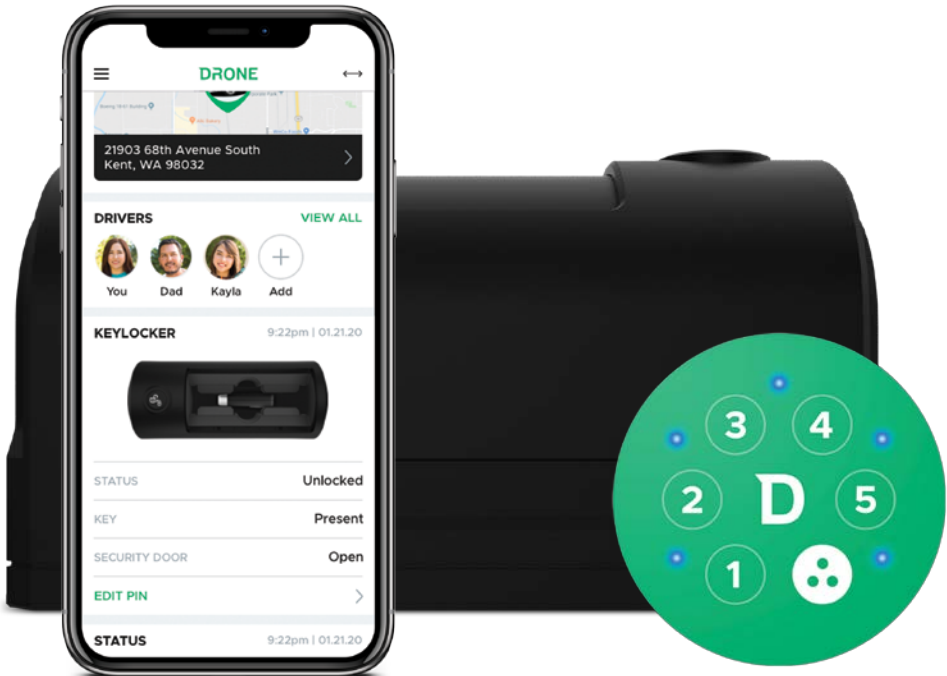 DRONE
21903 68th Avenue South
Kent, WA 98032
DRIVERS VIEW ALL
You Dad Kayla Add
KEYLOCKER 9:22pm | 01.21.20
STATUS Unlocked
KEY Present
SECURITY DOOR Open
EDIT PIN
STATUS 9:22pm | 01.21.20
3 4
2 D 5
1